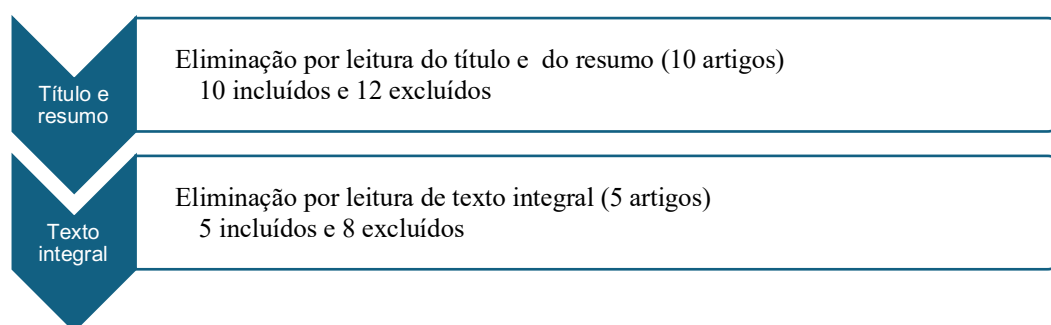 Título e
resumo
Eliminação por leitura do título e  do resumo (10 artigos)
10 incluídos e 12 excluídos
Texto
integral
Eliminação por leitura de texto integral (5 artigos)
5 incluídos e 8 excluídos